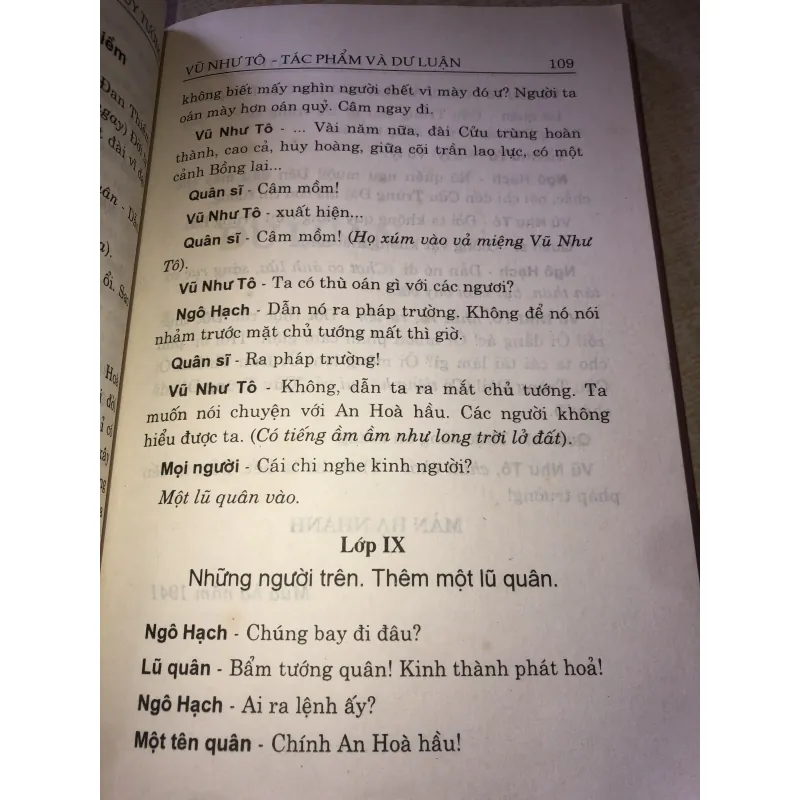 VŨ NHƯ TÔ - TÁC PHẨM VÀ DƯ LUẬN 109
không biết mấy nghìn người chết vì mày đó ư? Người ta
oán mày hơn oán quỷ. Câm ngay đi.
Vũ Như Tô - ... Vài năm nữa, đài Cửu trùng hoàn
thành, cao cả, huy hoàng, giữa cõi trần lao lực, có một
cảnh Bồng lai...
Quân sĩ - Câm mồm!
Vũ Như Tô - xuất hiện...
Quân sĩ - Câm mồm! (Họ xúm vào vả miệng Vũ Như
Tô).
Vũ Như Tô - Ta có thù oán gì với các ngươi?
Ngô Hạch - Dẫn nó ra pháp trường. Không để nó nói
nhảm trước mặt chủ tướng mất thì giờ.
Quân sĩ - Ra pháp trường!
Vũ Như Tô - Không, dẫn ta ra mắt chủ tướng. Ta
muốn nói chuyện với An Hoà hầu. Các người không
hiểu được ta. (Có tiếng ầm ầm như long trời lở đất).
Mọi người - Cái chi nghe kinh người?
Một lũ quân vào.
Lớp IX
Những người trên. Thêm một lũ quân.
Ngô Hạch - Chúng bay đi đâu?
Lũ quân - Bẩm tướng quân! Kinh thành phát hoả!
Ngô Hạch - Ai ra lệnh ấy?
Một tên quân - Chính An Hoà hầu!